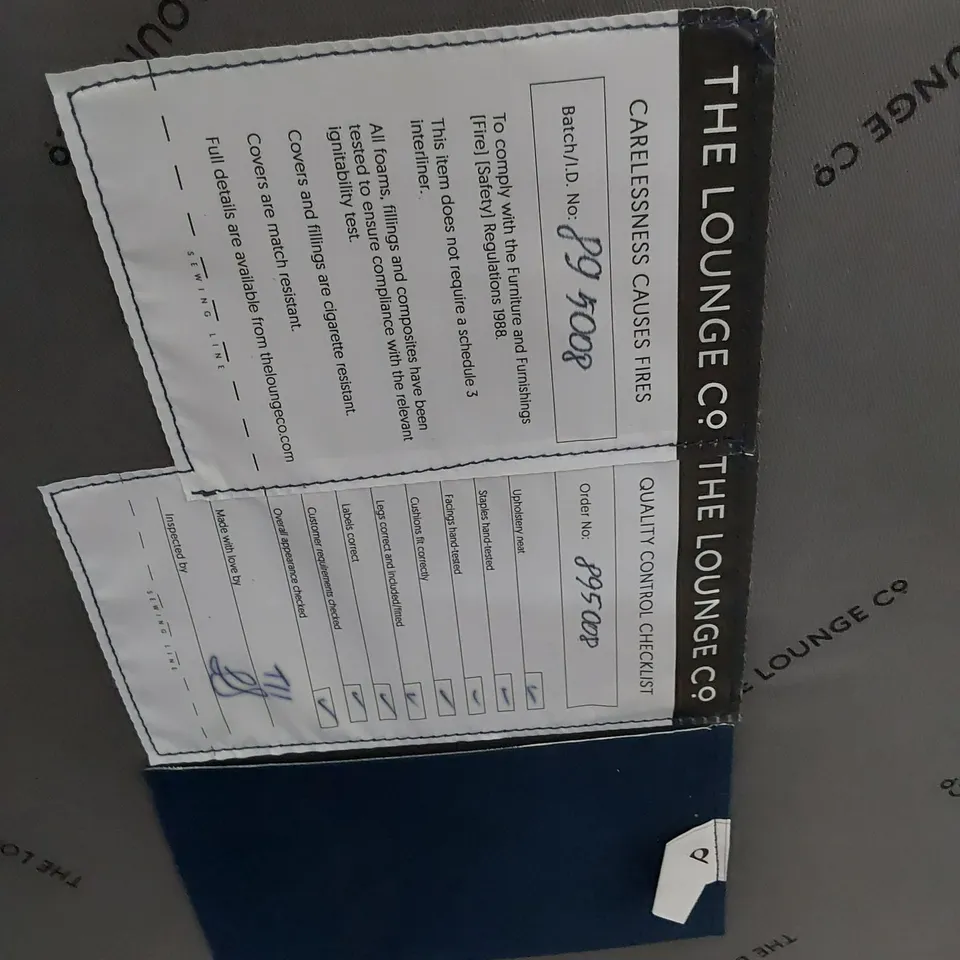 THE LOUNGE Co
CARELESSNESS CAUSES FIRES
Batch/I.D. No: 895008
To comply with the Furniture and Furnishings
[Fire] [Safety] Regulations 1988.
This item does not require a schedule 3
interliner.
All foams, fillings and composites have been
tested to ensure compliance with the relevant
ignitability test.
Covers and fillings are cigarette resistant.
Covers are match resistant.
Full details are available from theloungeco.com
SEWING LINE
THE LOUNGE Co
QUALITY CONTROL CHECKLIST
Order No: 895008
Upholstery neat
Staples hand-tested
Facings hand-tested
Cushions fit correctly
Legs correct and included/fitted
Labels correct
Customer requirements checked
Overall appearance checked
Made with love by
Inspected by
SEWING LINE
OUN
UNGE Co
E LOUNGE Co
THE LO
THE